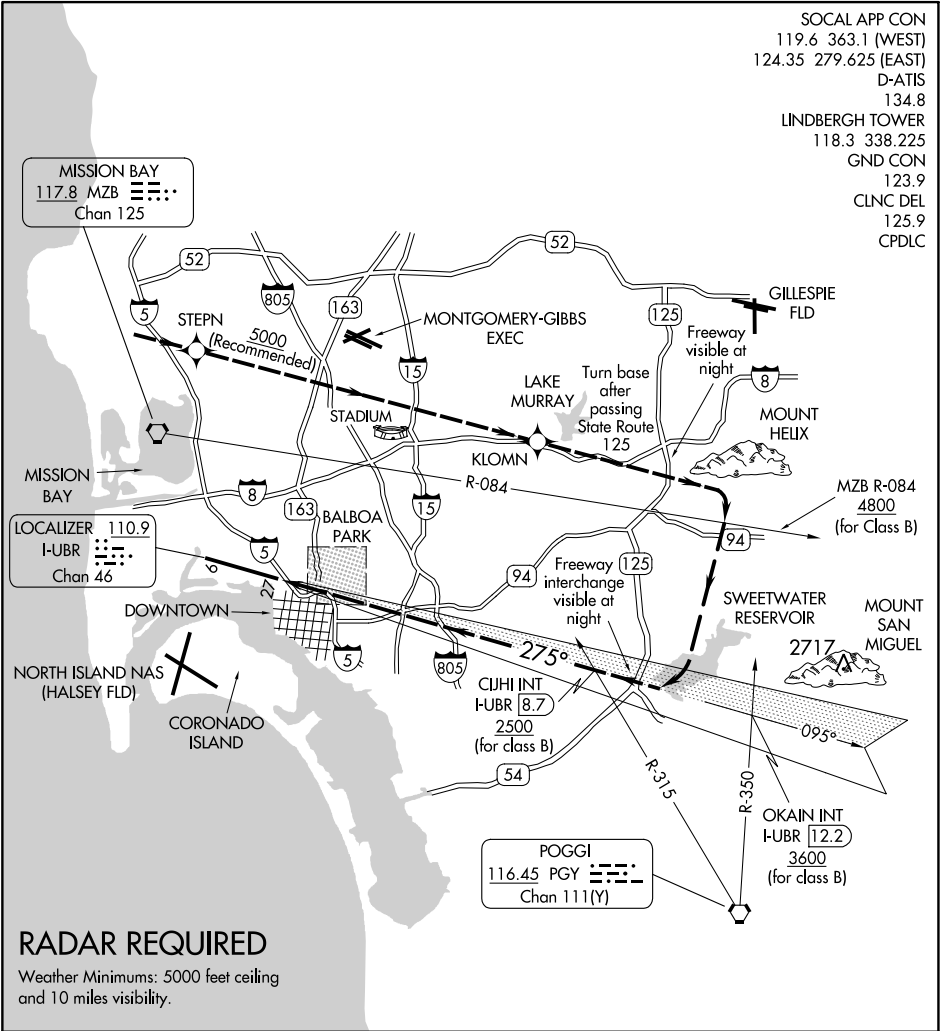 SOCAL APP CON
119.6 363.1 (WEST)
124.35 279.625 (EAST)
D-ATIS
134.8
LINDBERGH TOWER
118.3 338.225
GND CON
123.9
CLNC DEL
125.9
CPDLC
MISSION BAY
117.8 MZB
Chan 125
52
52
5
805
163
STEPN
5000
(Recommended)
MONTGOMERY-GIBBS
EXEC
15
125
GILLESPIE
FLD
Freeway
visible at
night
8
LAKE
MURRAY
Turn base
after
passing
State Route
125
STADIUM
KLOMN
MOUNT
HELIX
MISSION
BAY
R-084
MZB R-084
4800
(for Class B)
8
163
15
94
LOCALIZER 110.9
I-UBR
Chan 46
5
BALBOA
PARK
9
27
94
125
Freeway
interchange
visible at
night
DOWNTOWN
SWEETWATER
RESERVOIR
MOUNT
SAN
MIGUEL
2717
5
805
275°
NORTH ISLAND NAS
(HALSEY FLD)
CORONADO
ISLAND
CIJHI INT
I-UBR 8.7
2500
(for class B)
095°
54
R-315
R-350
OKAIN INT
I-UBR 12.2
3600
(for class B)
POGGI
116.45 PGY
Chan 111(Y)
RADAR REQUIRED
Weather Minimums: 5000 feet ceiling
and 10 miles visibility.